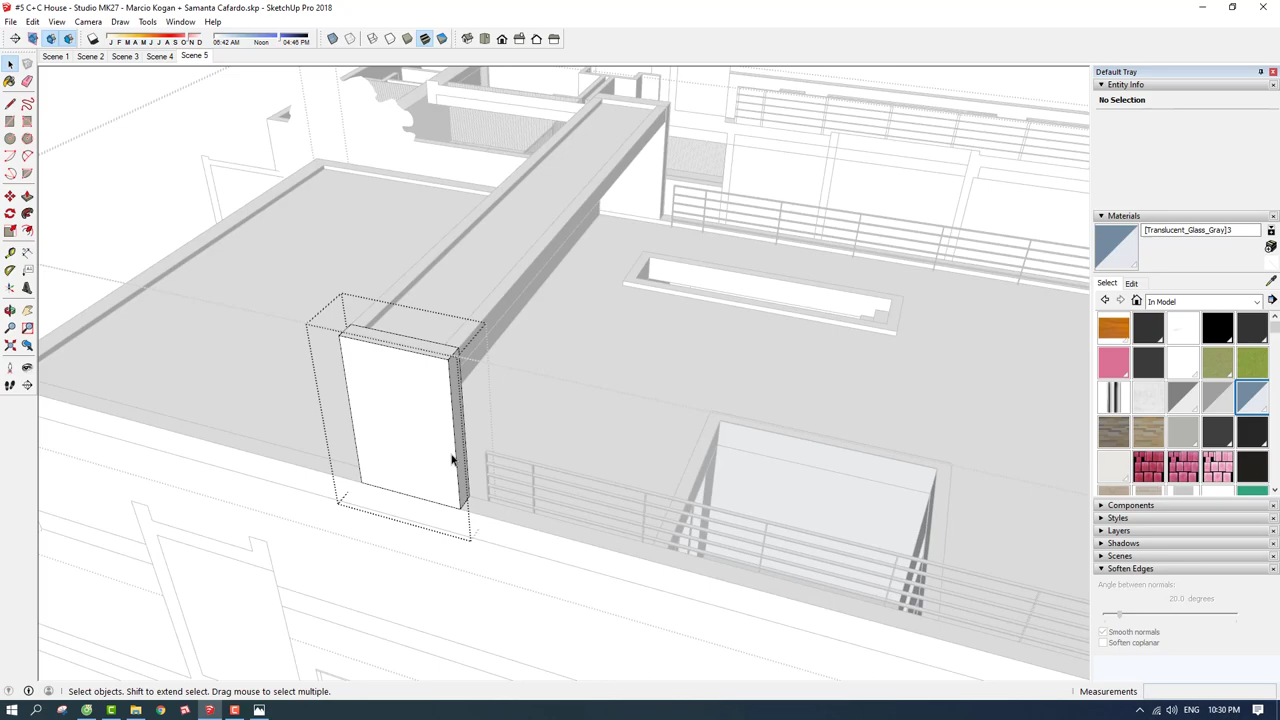 #5 C+C House - Studio MK27 - Marcio Kogan + Samanta Cafardo.skp - SketchUp Pro 2018
File Edit View Camera Draw Tools Window Help
J F M A M J J A S O N D 06:42 AM Noon 04:46 PM
Scene 1 Scene 2 Scene 3 Scene 4 Scene 5
Default Tray
Entity Info
No Selection
Materials
[Translucent_Glass_Gray]3
Select Edit
In Model
Components
Styles
Layers
Shadows
Scenes
Soften Edges
Angle between normals:
20.0 degrees
Smooth normals
Soften coplanar
Select objects. Shift to extend select. Drag mouse to select multiple.
Measurements
ENG 10:30 PM